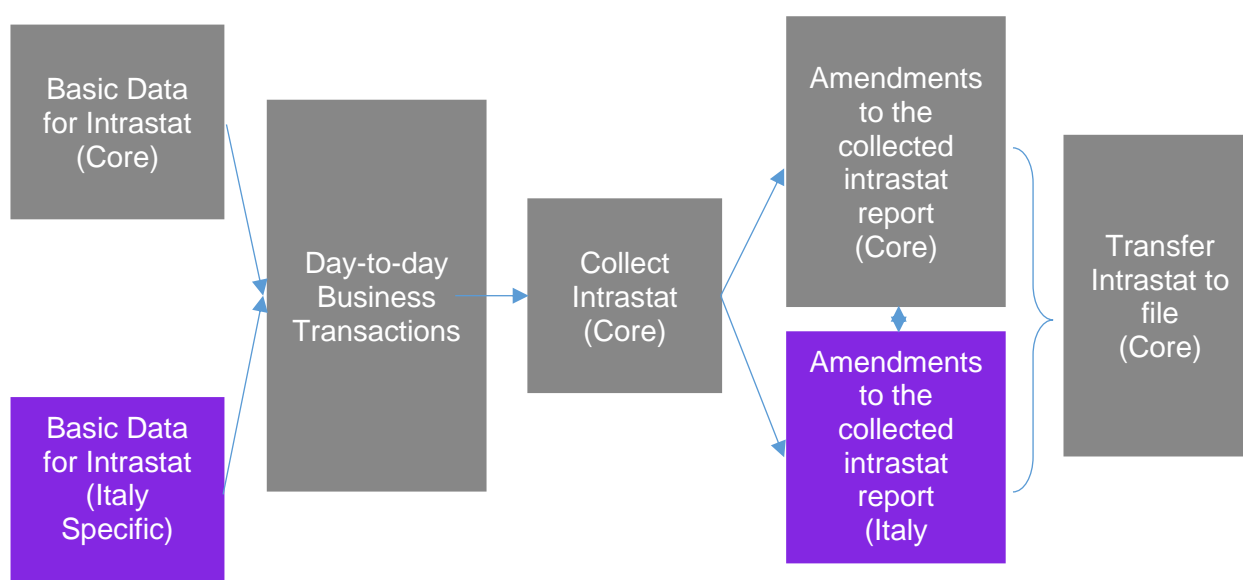 Basic Data
for Intrastat
(Core)
Basic Data
for Intrastat
(Italy
Specific)
Day-to-day
Business
Transactions
Collect
Intrastat
(Core)
Amendments
to the
collected
intrastat
report
(Core)
Amendments
to the
collected
intrastat
report
(Italy
Transfer
Intrastat to
file
(Core)